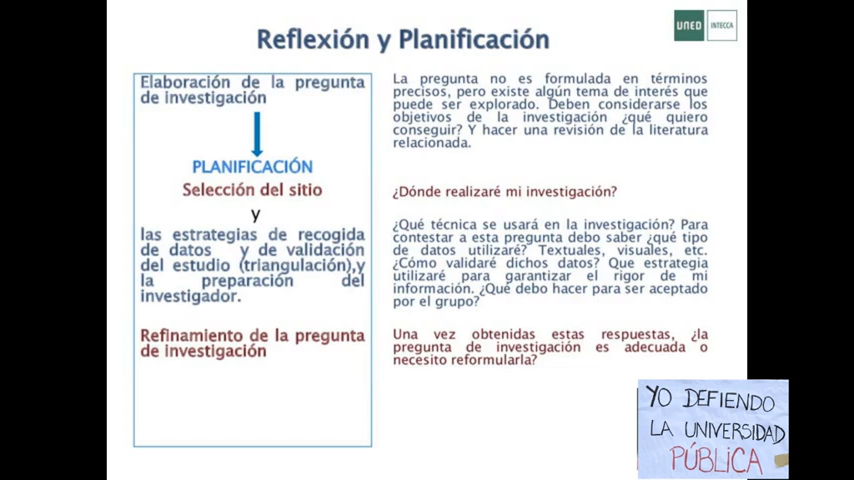 Reflexión y Planificación
UNED
INTECCA
Elaboración de la pregunta
de investigación
PLANIFICACIÓN
Selección del sitio
y
las estrategias de recogida
de datos y de validación
del estudio (triangulación),y
la preparación del
investigador.
Refinamiento de la pregunta
de investigación
La pregunta no es formulada en términos
precisos, pero existe algún tema de interés que
puede ser explorado. Deben considerarse los
objetivos de la investigación ¿qué quiero
conseguir? Y hacer una revisión de la literatura
relacionada.
¿Dónde realizaré mi investigación?
¿Qué técnica se usará en la investigación? Para
contestar a esta pregunta debo saber ¿qué tipo
de datos utilizaré? Textuales, visuales, etc.
¿Cómo validaré dichos datos? Que estrategia
utilizaré para garantizar el rigor de mi
información. ¿Qué debo hacer para ser aceptado
por el grupo?
Una vez obtenidas estas respuestas, ¿la
pregunta de investigación es adecuada o
necesito reformularla?
YO DEFIENDO
LA UNIVERSIDAD
PÚBLICA